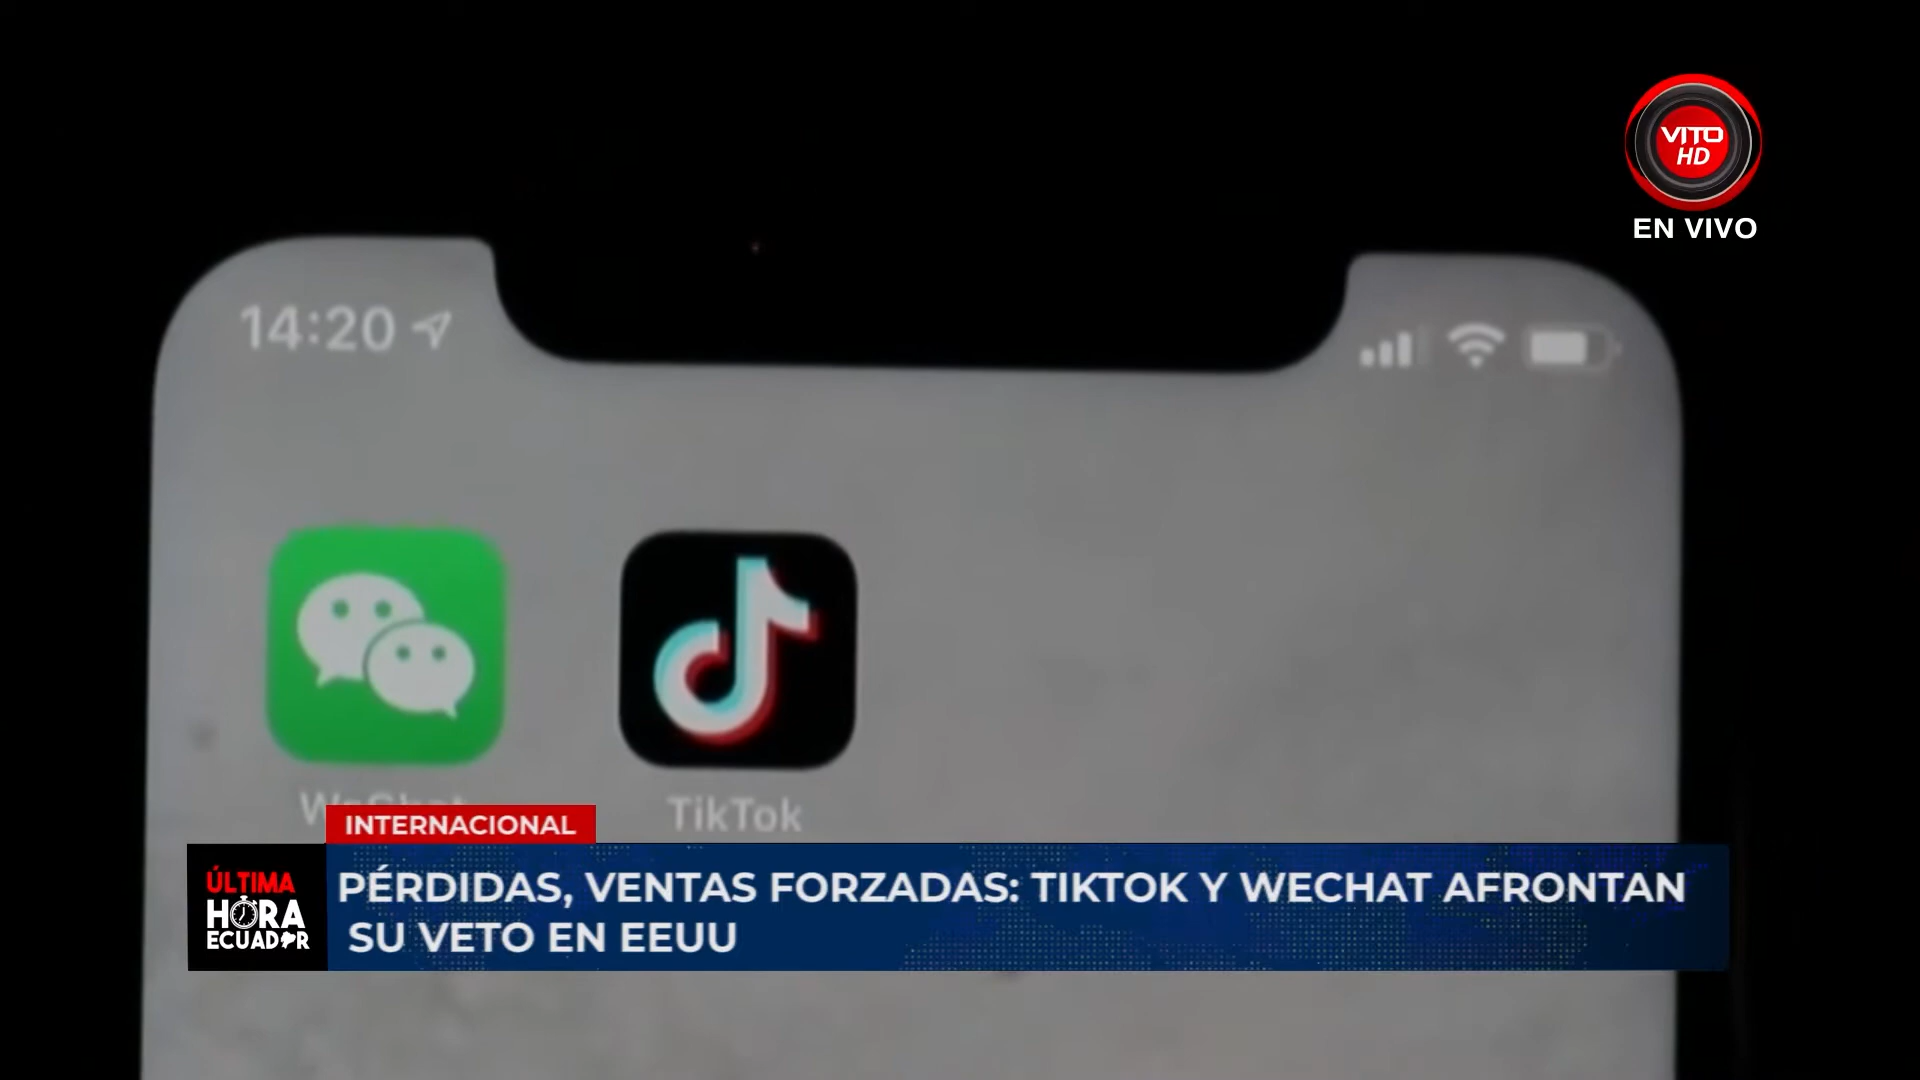 VITO
HD
EN VIVO
14:20
WeChat
TikTok
INTERNACIONAL
ÚLTIMA
HORA
ECUADOR
PÉRDIDAS, VENTAS FORZADAS: TIKTOK Y WECHAT AFRONTAN
SU VETO EN EEUU